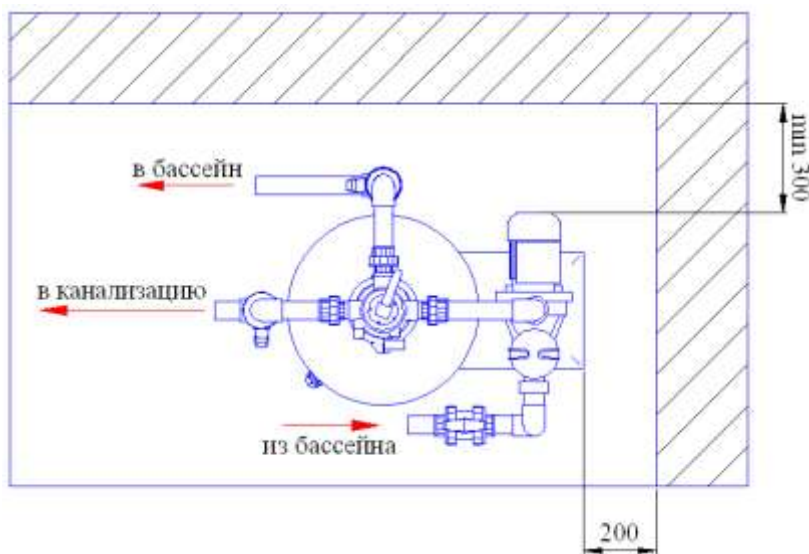 в бассейн
min 300
в канализацию
из бассейна
200